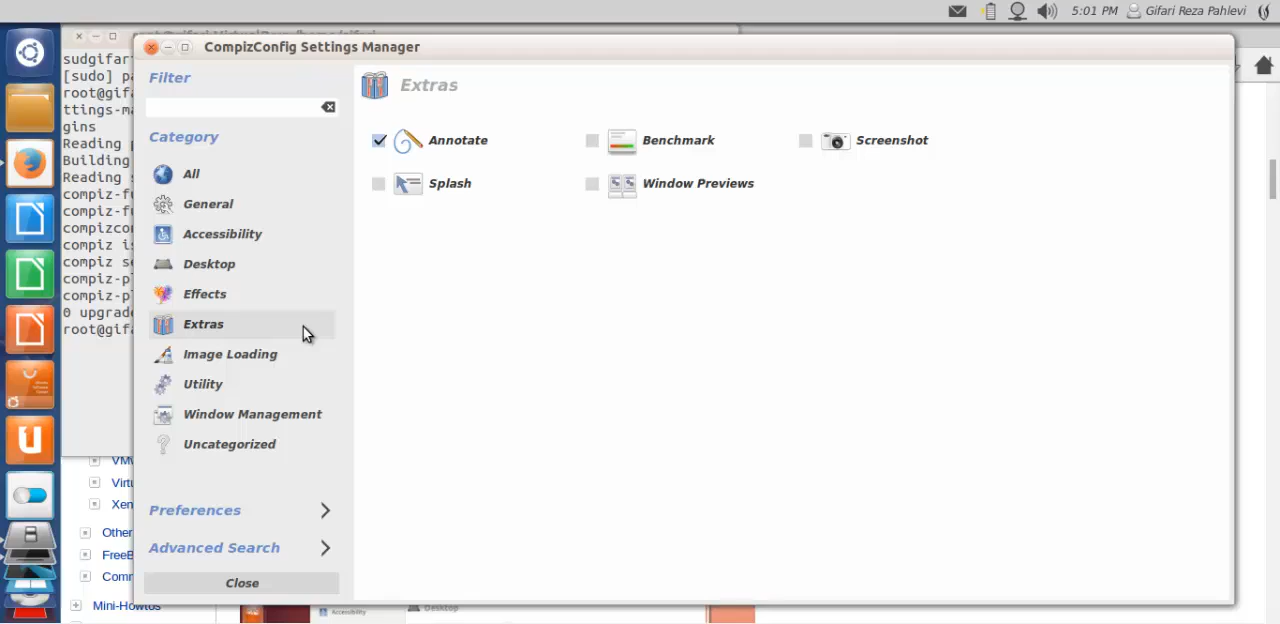 5:01 PM Gifari Reza Pahlevi
CompizConfig Settings Manager
sudgifar
[sudo] pa
root@gifa
ttings-ma
gins
Reading p
Building
Reading s
compiz-fu
compiz-fu
compizcon
compiz is
compiz se
compiz-pl
compiz-pl
0 upgrade
root@gifa
Filter
Category
All
General
Accessibility
Desktop
Effects
Extras
Image Loading
Utility
Window Management
Uncategorized
Preferences
Advanced Search
Close
Extras
Annotate
Benchmark
Screenshot
Splash
Window Previews
VMw
Virtu
Xen
Other
FreeB
Comm
Mini-Howtos
Accessibility
Desktop